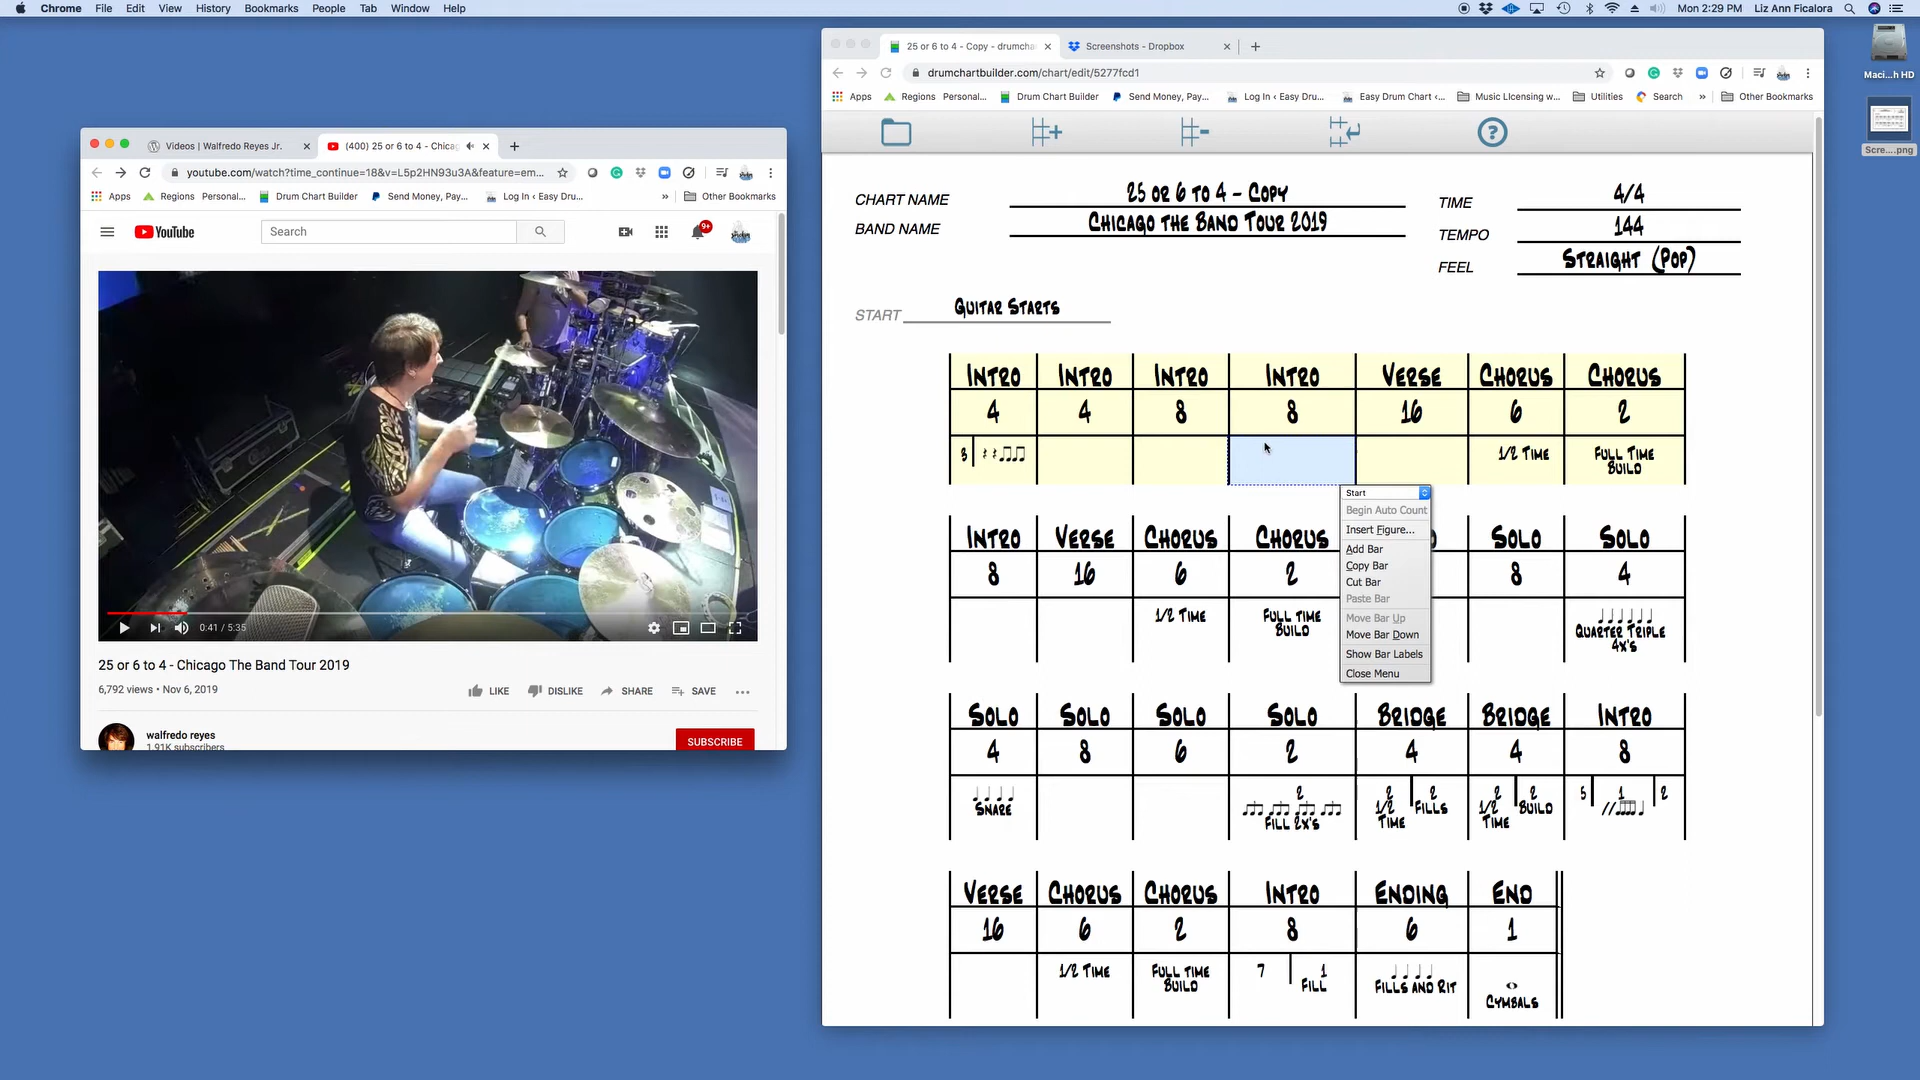 Chrome File Edit View History Bookmarks People Tab Window Help
Mon 2:29 PM Liz Ann Ficalora
Videos | Walfredo Reyes Jr.
(400) 25 or 6 to 4 - Chicag
youtube.com/watch?time_continue=18&v=L5p2HN93u3A&feature=em...
Apps Regions Personal... Drum Chart Builder Send Money, Pay... Log In ‹ Easy Dru... » Other Bookmarks
YouTube
Search
9+
0:41 / 5:35
25 or 6 to 4 - Chicago The Band Tour 2019
6,792 views • Nov 6, 2019
LIKE DISLIKE SHARE SAVE
walfredo reyes
1.91K subscribers
SUBSCRIBE
25 or 6 to 4 - Copy - drumcha
Screenshots - Dropbox
drumchartbuilder.com/chart/edit/5277fcd1
Apps Regions Personal... Drum Chart Builder Send Money, Pay... Log In ‹ Easy Dru... Easy Drum Chart ‹... Music LIcensing w... Utilities Search » Other Bookmarks
CHART NAME 25 or 6 to 4 - Copy
BAND NAME Chicago the Band Tour 2019
TIME 4/4
TEMPO 144
FEEL Straight (Pop)
START Guitar Starts
Intro Intro Intro Intro Verse Chorus Chorus
4 4 8 8 16 6 2
3 1/2 Time Full Time
Build
Intro Verse Chorus Chorus Solo Solo
8 16 6 2 8 4
1/2 Time Full time
Build
Quarter Triple
4x's
Start
Begin Auto Count
Insert Figure...
Add Bar
Copy Bar
Cut Bar
Paste Bar
Move Bar Up
Move Bar Down
Show Bar Labels
Close Menu
Solo Solo Solo Solo Bridge Bridge Intro
4 8 6 2 4 4 8
Snare
2
Fill 2x's
2 2
1/2 Fills
Time
2 2
1/2 Build
Time
5 1 2
Verse Chorus Chorus Intro Ending End
16 6 2 8 6 1
1/2 Time
Full time
Build
7 1
Fill
Fills and Rit
Cymbals
Maci...h HD
Scre....png